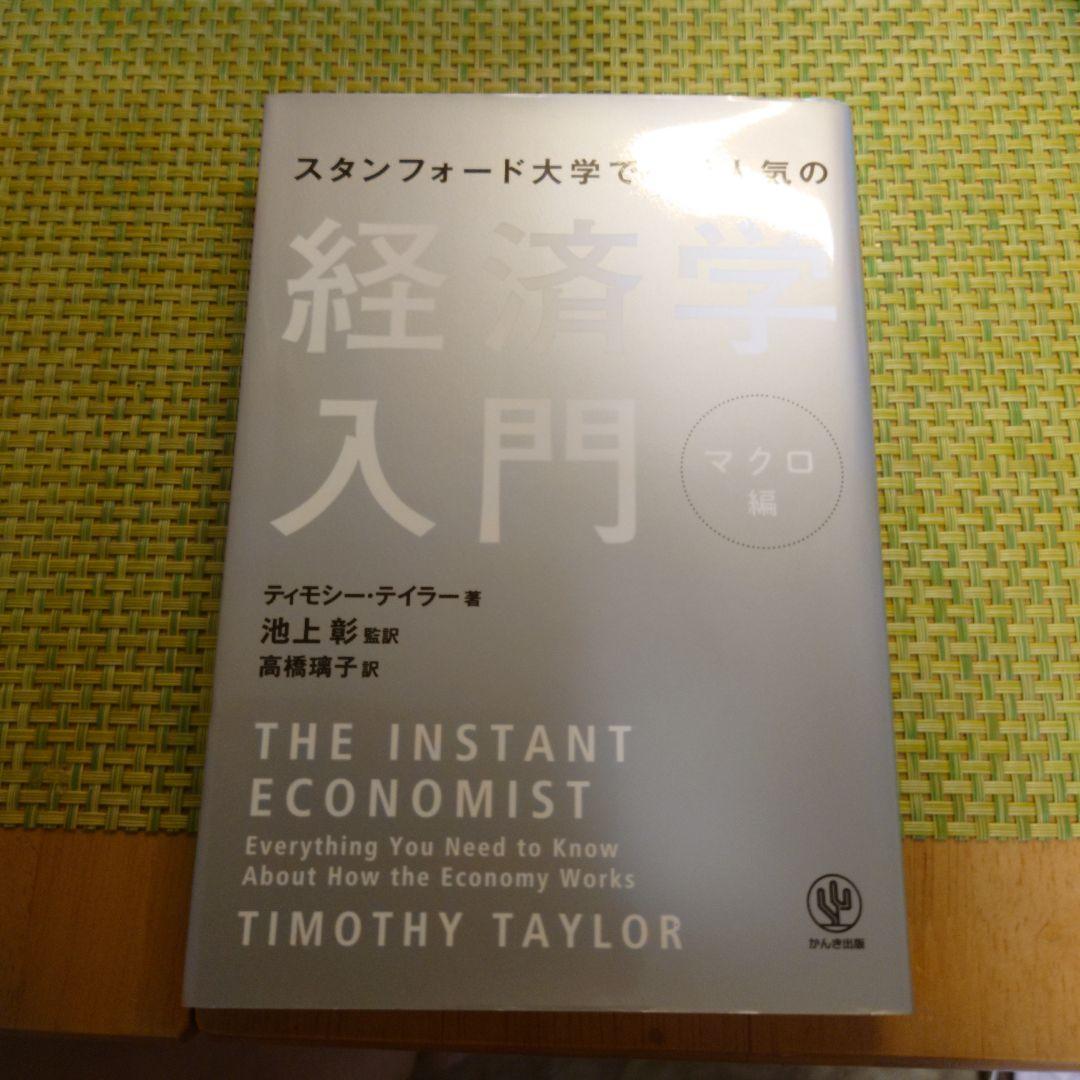 スタンフォード大学で 人気の
経済学
入門
マクロ
編
ティモシー・テイラー 著
池上 彰 監訳
高橋璃子 訳
THE INSTANT
ECONOMIST
Everything You Need to Know
About How the Economy Works
TIMOTHY TAYLOR
かんき出版